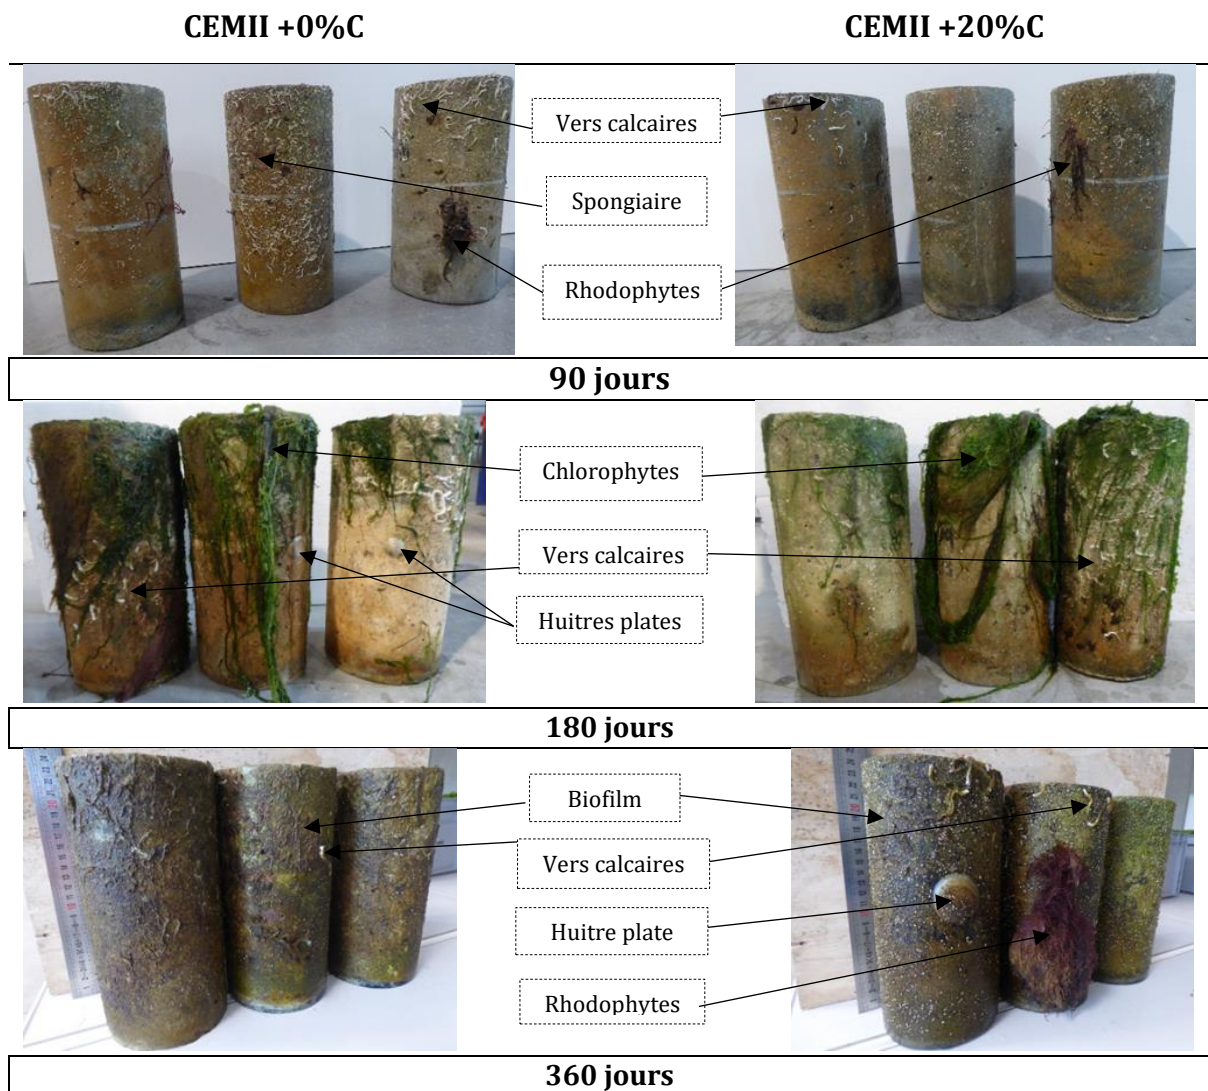 CEMII +0%C
CEMII +20%C
Vers calcaires
Spongiaire
Rhodophytes
90 jours
Chlorophytes
Vers calcaires
Huitres plates
180 jours
Biofilm
Vers calcaires
Huitre plate
Rhodophytes
360 jours